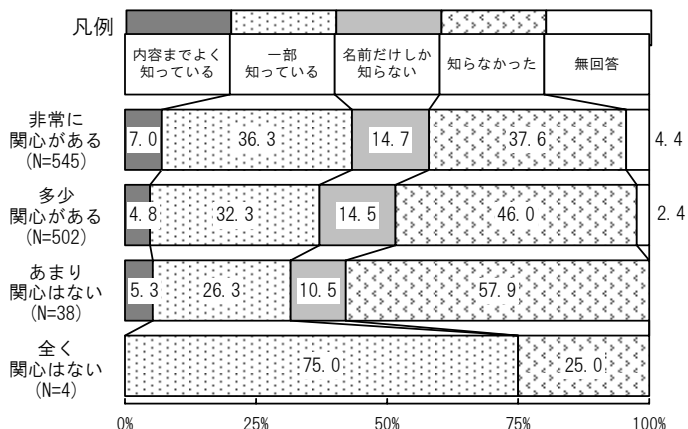 凡例
内容までよく
知っている
一部
知っている
名前だけしか
知らない
知らなかった
無回答
非常に
関心がある
(N=545)
7.0
36.3
14.7
37.6
4.4
多少
関心がある
(N=502)
4.8
32.3
14.5
46.0
2.4
あまり
関心はない
(N=38)
5.3
26.3
10.5
57.9
全く
関心はない
(N=4)
75.0
25.0
0%
25%
50%
75%
100%